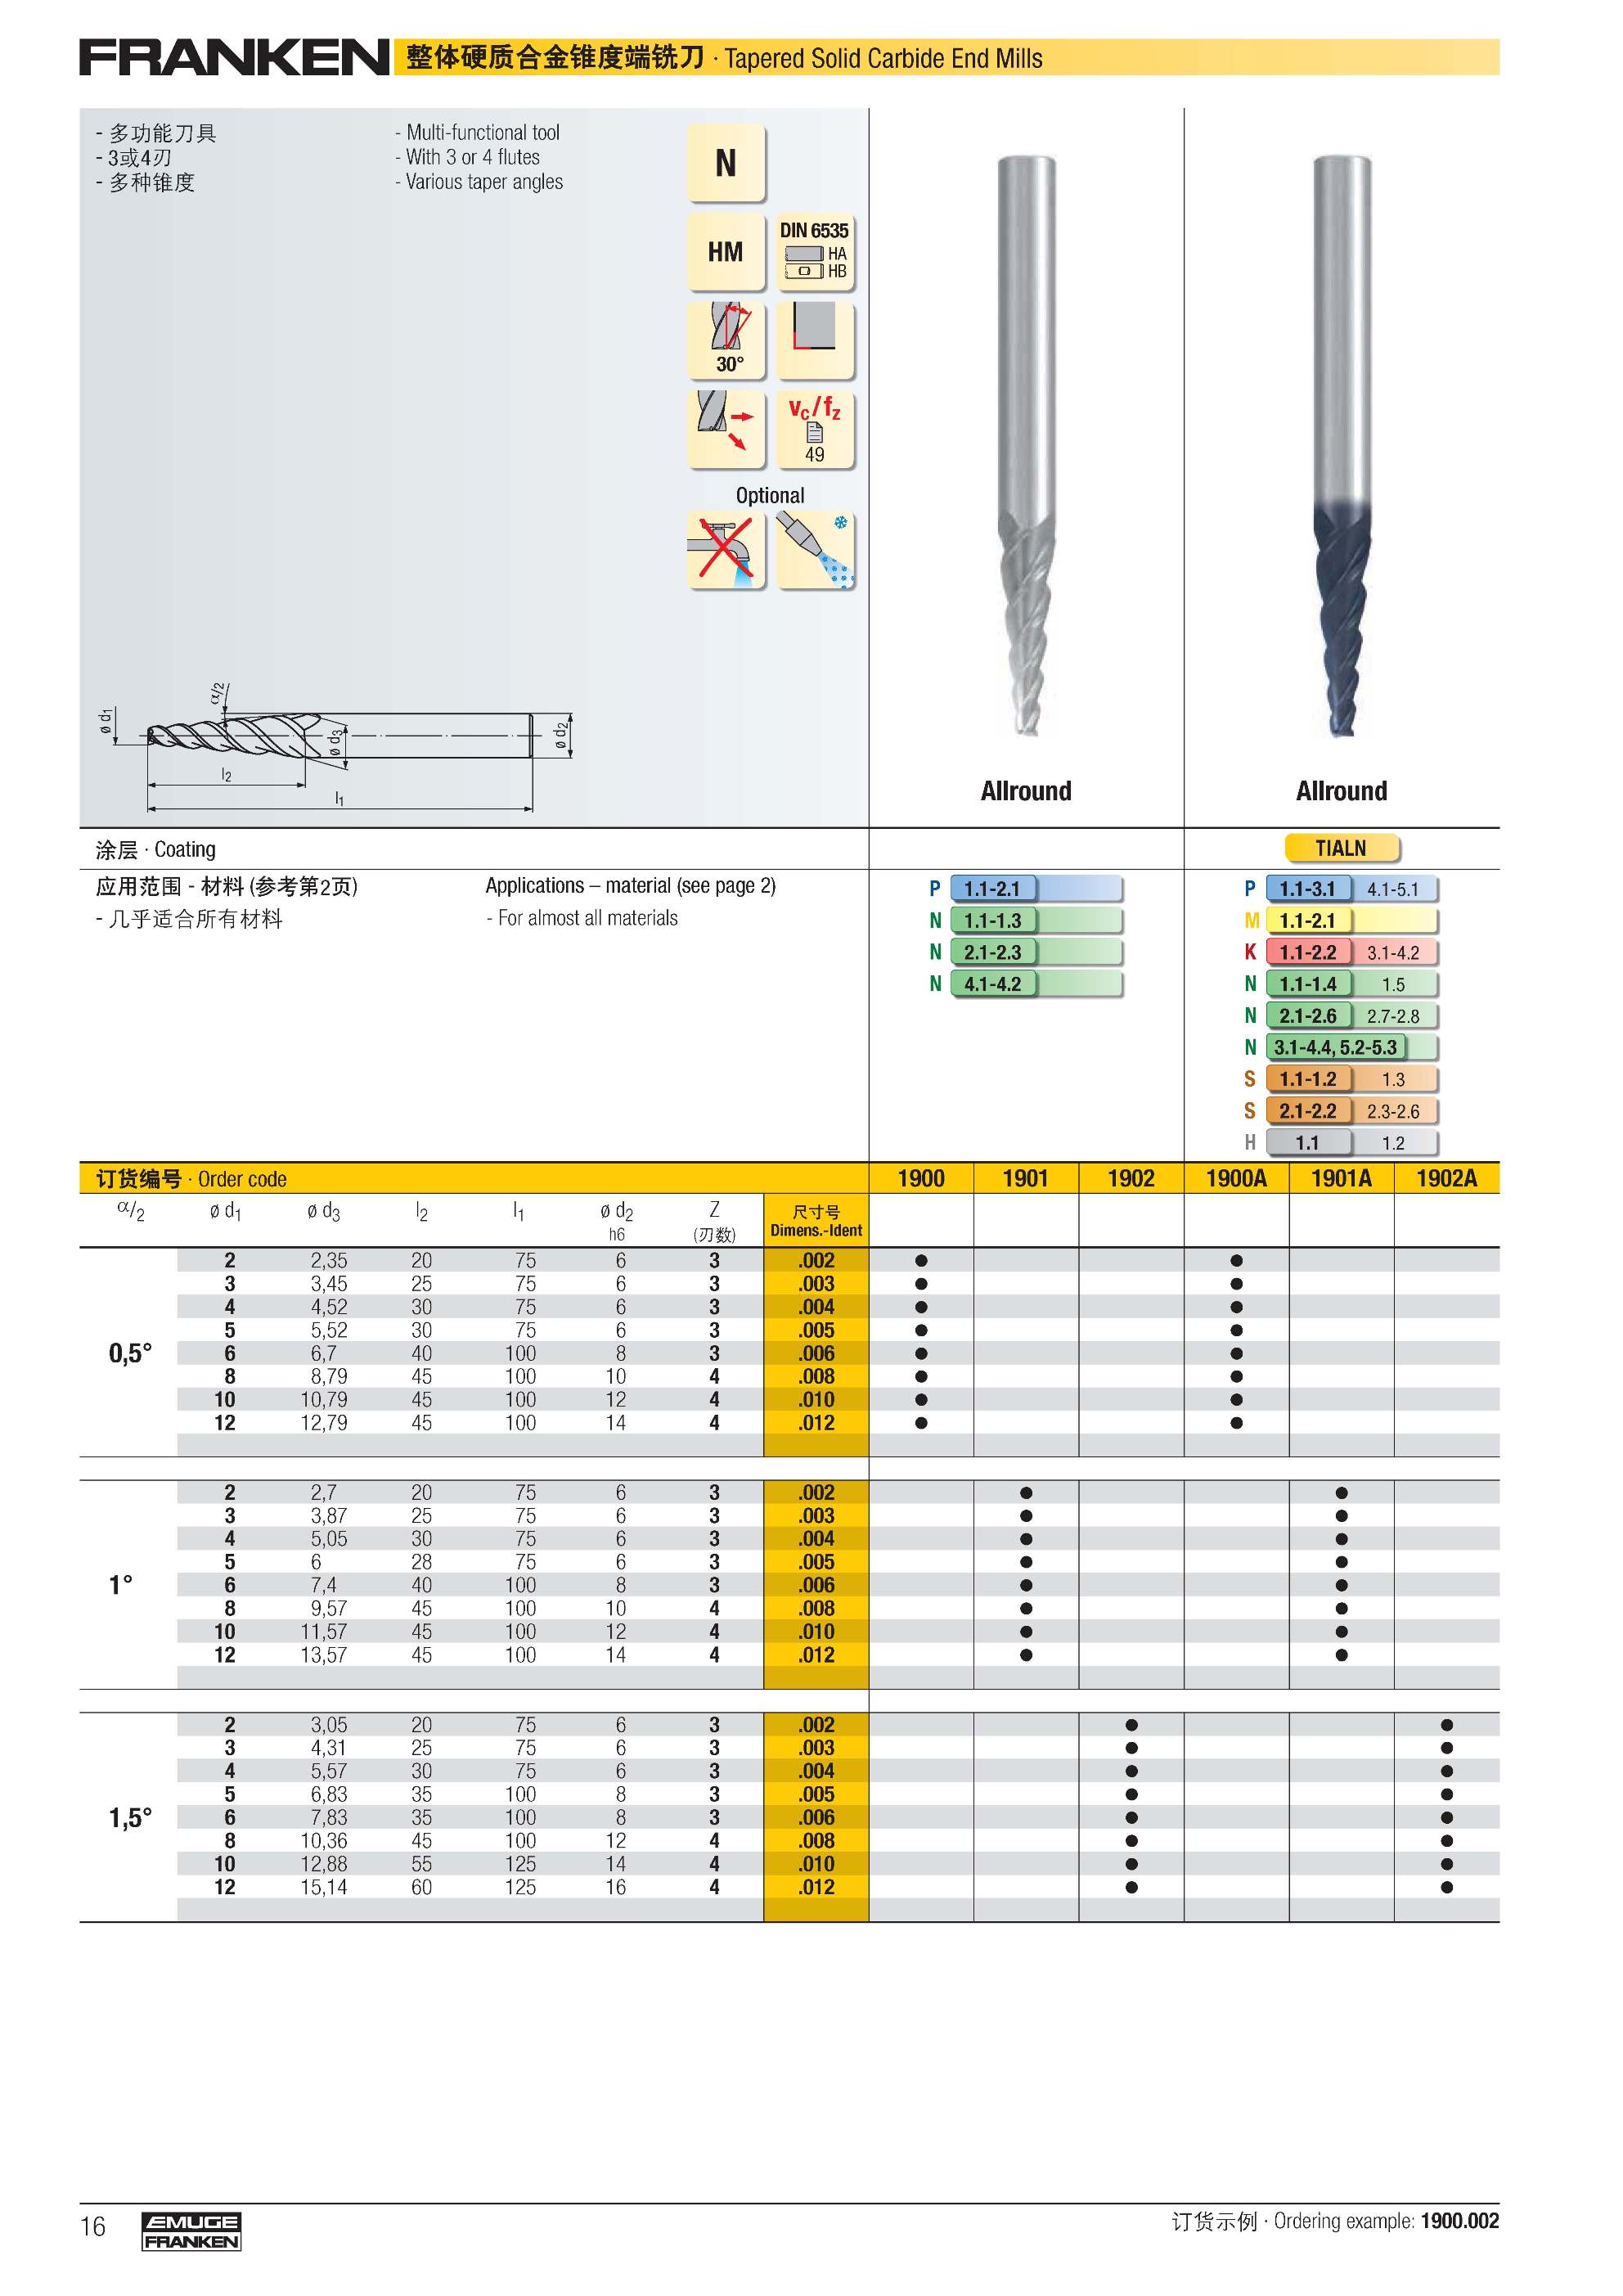 FRANKEN 整体硬质合金锥度端铣刀 · Tapered Solid Carbide End Mills
- 多功能刀具
- 3或4刃
- 多种锥度
- Multi-functional tool
- With 3 or 4 flutes
- Various taper angles
N
HM
DIN 6535
HA
HB
30°
vc/fz
49
Optional
α/2
ø d1
ø d3
ø d2
l2
l1
Allround
Allround
涂层 · Coating
TIALN
应用范围 - 材料 (参考第2页)
- 几乎适合所有材料
Applications – material (see page 2)
- For almost all materials
P 1.1-2.1
N 1.1-1.3
N 2.1-2.3
N 4.1-4.2
P 1.1-3.1 4.1-5.1
M 1.1-2.1
K 1.1-2.2 3.1-4.2
N 1.1-1.4 1.5
N 2.1-2.6 2.7-2.8
N 3.1-4.4, 5.2-5.3
S 1.1-1.2 1.3
S 2.1-2.2 2.3-2.6
H 1.1 1.2
订货编号 · Order code 1900 1901 1902 1900A 1901A 1902A
α/2 ø d1 ø d3 l2 l1 ø d2 Z 尺寸号
h6 (刃数) Dimens.-Ident
2 2,35 20 75 6 3 .002 ● ●
3 3,45 25 75 6 3 .003 ● ●
4 4,52 30 75 6 3 .004 ● ●
5 5,52 30 75 6 3 .005 ● ●
0,5° 6 6,7 40 100 8 3 .006 ● ●
8 8,79 45 100 10 4 .008 ● ●
10 10,79 45 100 12 4 .010 ● ●
12 12,79 45 100 14 4 .012 ● ●
2 2,7 20 75 6 3 .002 ● ●
3 3,87 25 75 6 3 .003 ● ●
4 5,05 30 75 6 3 .004 ● ●
5 6 28 75 6 3 .005 ● ●
1° 6 7,4 40 100 8 3 .006 ● ●
8 9,57 45 100 10 4 .008 ● ●
10 11,57 45 100 12 4 .010 ● ●
12 13,57 45 100 14 4 .012 ● ●
2 3,05 20 75 6 3 .002 ● ●
3 4,31 25 75 6 3 .003 ● ●
4 5,57 30 75 6 3 .004 ● ●
5 6,83 35 100 8 3 .005 ● ●
1,5° 6 7,83 35 100 8 3 .006 ● ●
8 10,36 45 100 12 4 .008 ● ●
10 12,88 55 125 14 4 .010 ● ●
12 15,14 60 125 16 4 .012 ● ●
16
EMUGE
FRANKEN
订货示例 · Ordering example: 1900.002